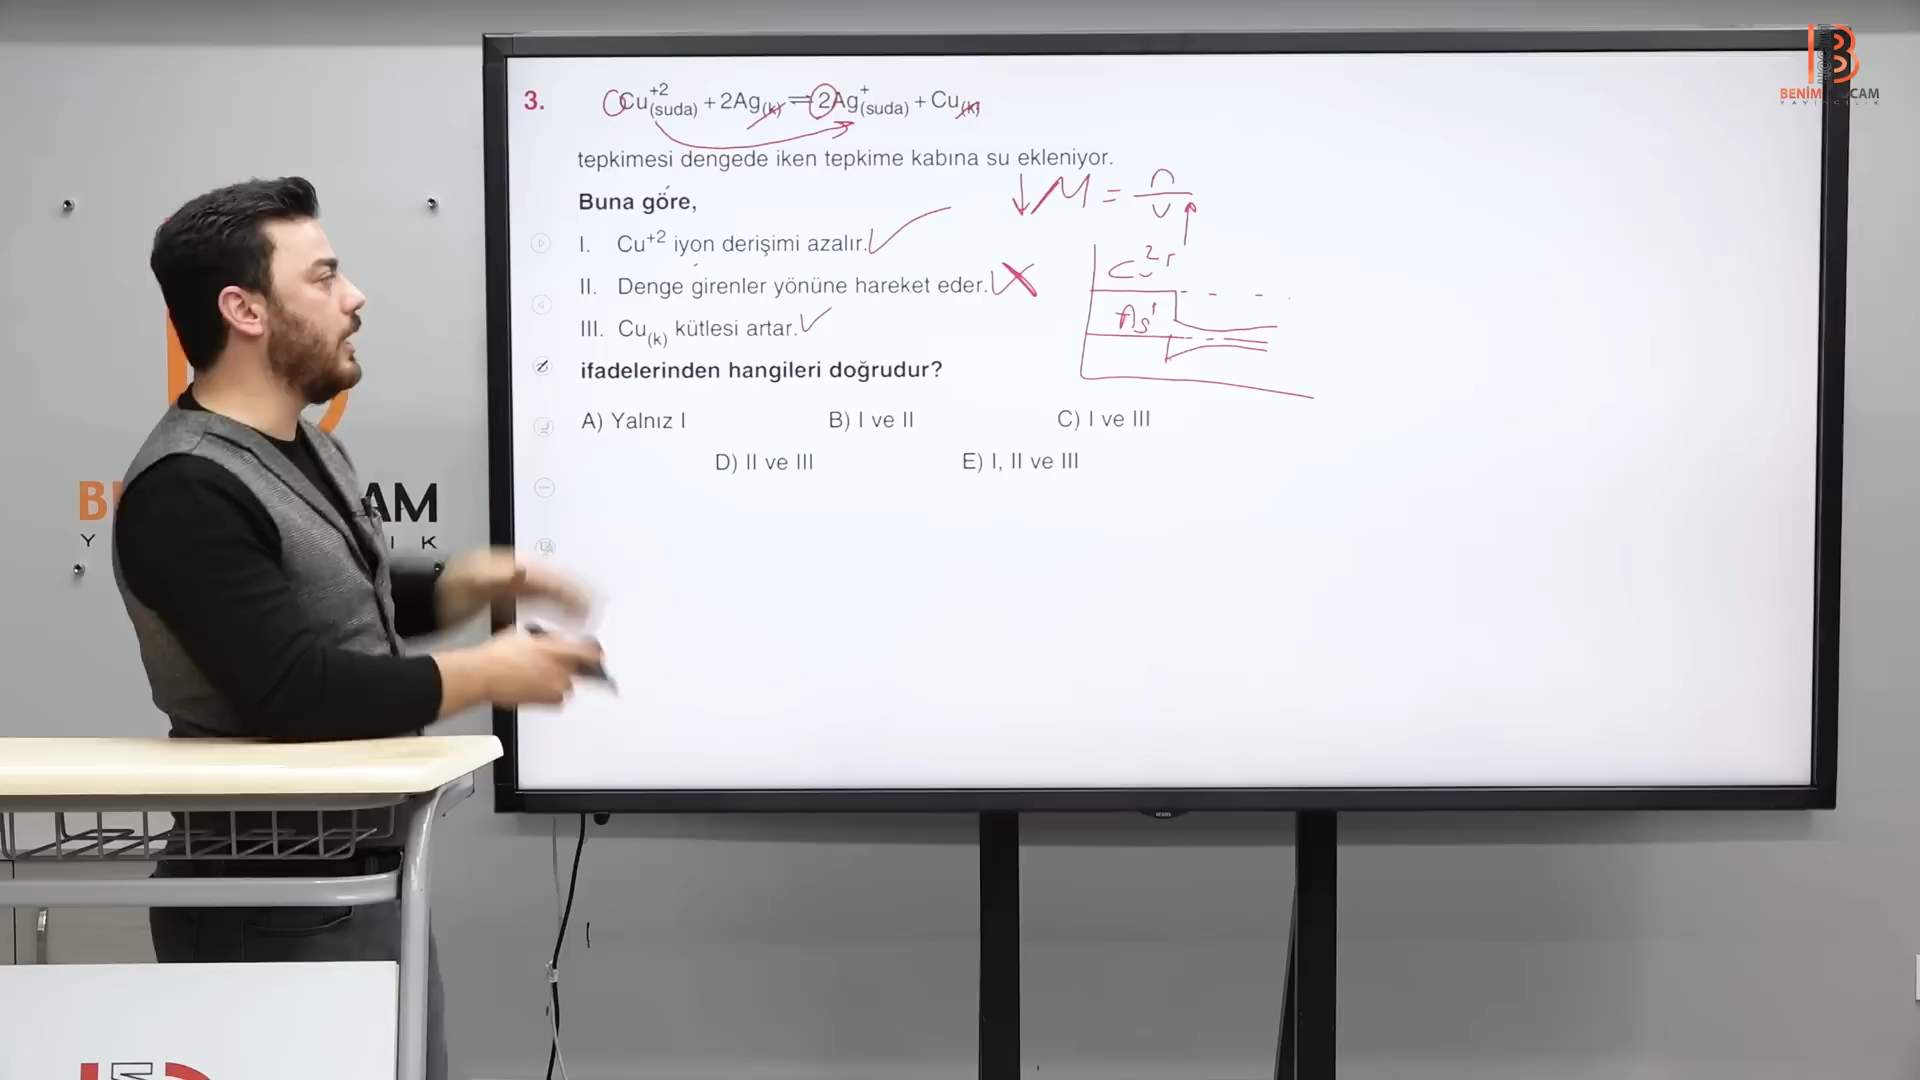 3. Cu+2(suda) + 2Ag(k) ⇌ 2Ag+(suda) + Cu(k)
tepkimesi dengede iken tepkime kabına su ekleniyor.
Buna göre,
I. Cu+2 iyon derişimi azalır.
II. Denge girenler yönüne hareket eder.
III. Cu(k) kütlesi artar.
ifadelerinden hangileri doğrudur?
A) Yalnız I B) I ve II C) I ve III
D) II ve III E) I, II ve III
↓M = n/v ↑
BENİM
CAM